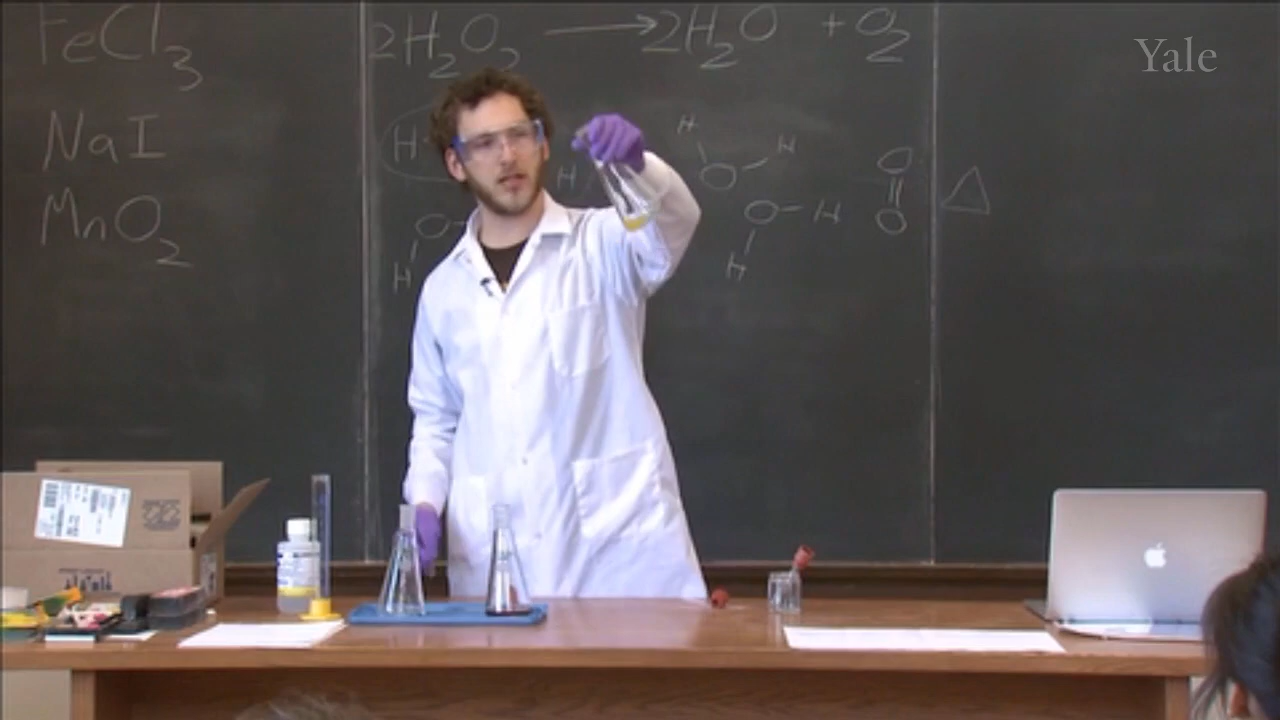 FeCl3
NaI
MnO2
2H2O2 → 2H2O + O2
H
H
H
H
O
H
O
H
O - H
H
O
O
Δ
Yale